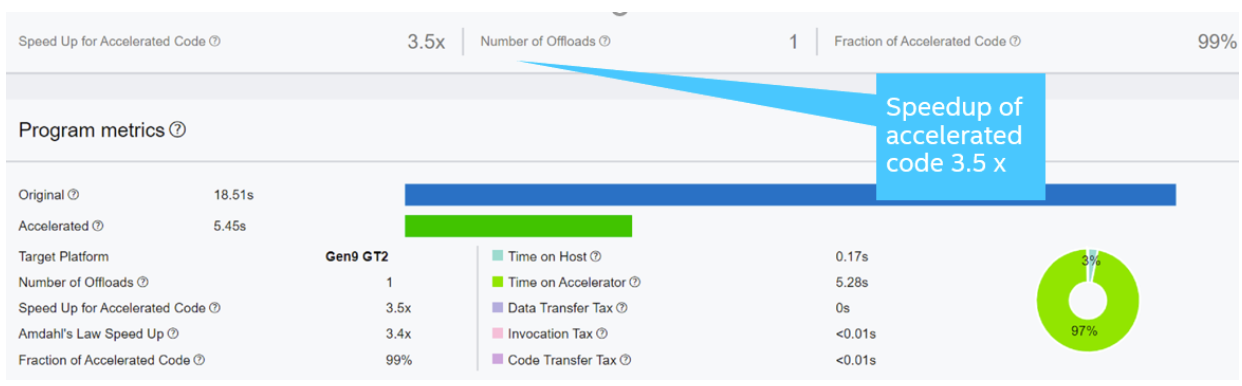 Speed Up for Accelerated Code ? 3.5x Number of Offloads ? 1 Fraction of Accelerated Code ? 99%
Speedup of
accelerated
code 3.5 x
Program metrics ?
Original ? 18.51s
Accelerated ? 5.45s
Target Platform Gen9 GT2 Time on Host ? 0.17s
Number of Offloads ? 1 Time on Accelerator ? 5.28s
Speed Up for Accelerated Code ? 3.5x Data Transfer Tax ? 0s
Amdahl's Law Speed Up ? 3.4x Invocation Tax ? <0.01s
Fraction of Accelerated Code ? 99% Code Transfer Tax ? <0.01s
3%
97%